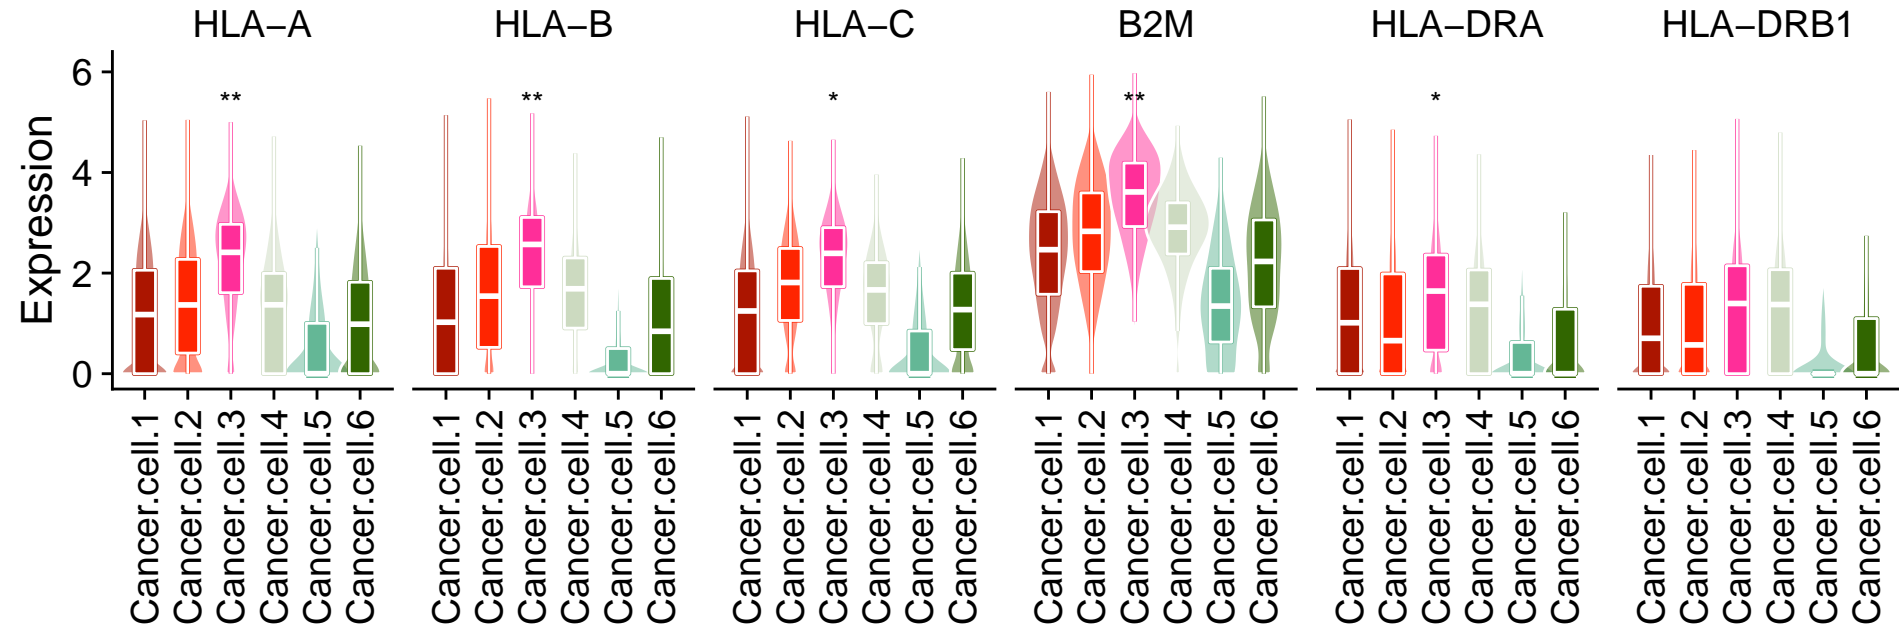 HLA−A HLA−B HLA−C B2M HLA−DRA HLA−DRB1
Expression
6
4
2
0
** ** * ** *
Cancer.cell.1 Cancer.cell.2 Cancer.cell.3 Cancer.cell.4 Cancer.cell.5 Cancer.cell.6
Cancer.cell.1 Cancer.cell.2 Cancer.cell.3 Cancer.cell.4 Cancer.cell.5 Cancer.cell.6
Cancer.cell.1 Cancer.cell.2 Cancer.cell.3 Cancer.cell.4 Cancer.cell.5 Cancer.cell.6
Cancer.cell.1 Cancer.cell.2 Cancer.cell.3 Cancer.cell.4 Cancer.cell.5 Cancer.cell.6
Cancer.cell.1 Cancer.cell.2 Cancer.cell.3 Cancer.cell.4 Cancer.cell.5 Cancer.cell.6
Cancer.cell.1 Cancer.cell.2 Cancer.cell.3 Cancer.cell.4 Cancer.cell.5 Cancer.cell.6